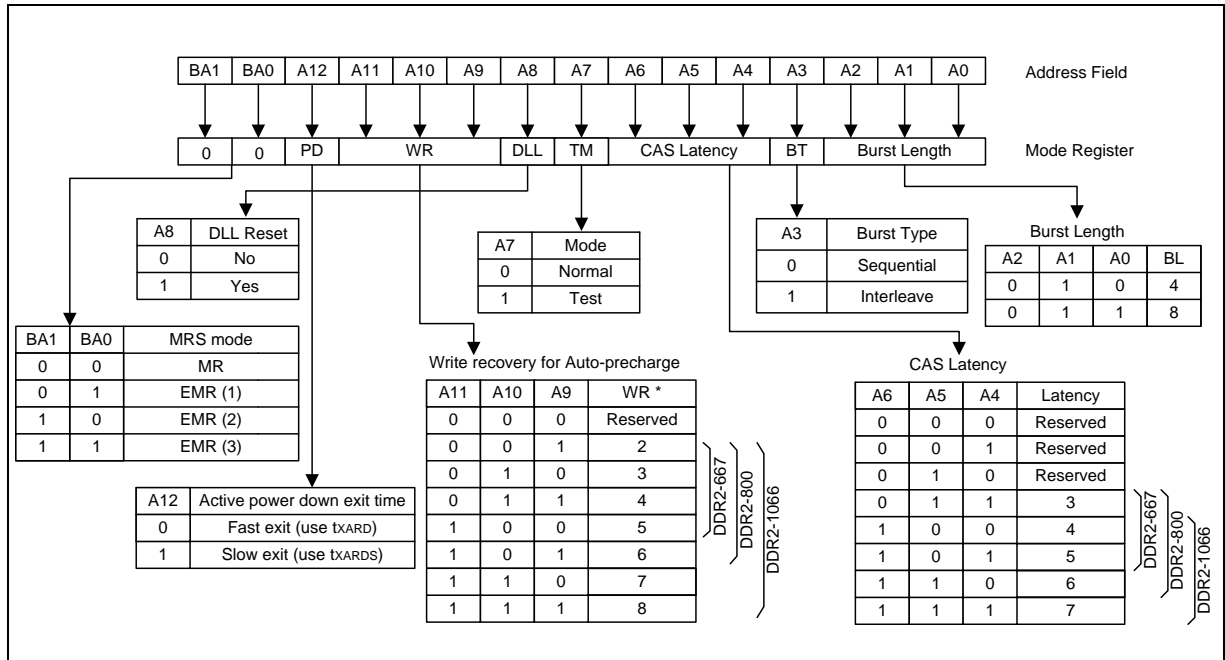 BA1 BA0 A12 A11 A10 A9 A8 A7 A6 A5 A4 A3 A2 A1 A0 Address Field
0 0 PD WR DLL TM CAS Latency BT Burst Length Mode Register
A8 DLL Reset
0 No
1 Yes
A7 Mode
0 Normal
1 Test
A3 Burst Type
0 Sequential
1 Interleave
Burst Length
A2 A1 A0 BL
0 1 0 4
0 1 1 8
BA1 BA0 MRS mode
0 0 MR
0 1 EMR (1)
1 0 EMR (2)
1 1 EMR (3)
A12 Active power down exit time
0 Fast exit (use tXARD)
1 Slow exit (use tXARDS)
Write recovery for Auto-precharge
A11 A10 A9 WR *
0 0 0 Reserved
0 0 1 2
0 1 0 3
0 1 1 4
1 0 0 5
1 0 1 6
1 1 0 7
1 1 1 8
DDR2-667
DDR2-800
DDR2-1066
CAS Latency
A6 A5 A4 Latency
0 0 0 Reserved
0 0 1 Reserved
0 1 0 Reserved
0 1 1 3
1 0 0 4
1 0 1 5
1 1 0 6
1 1 1 7
DDR2-667
DDR2-800
DDR2-1066